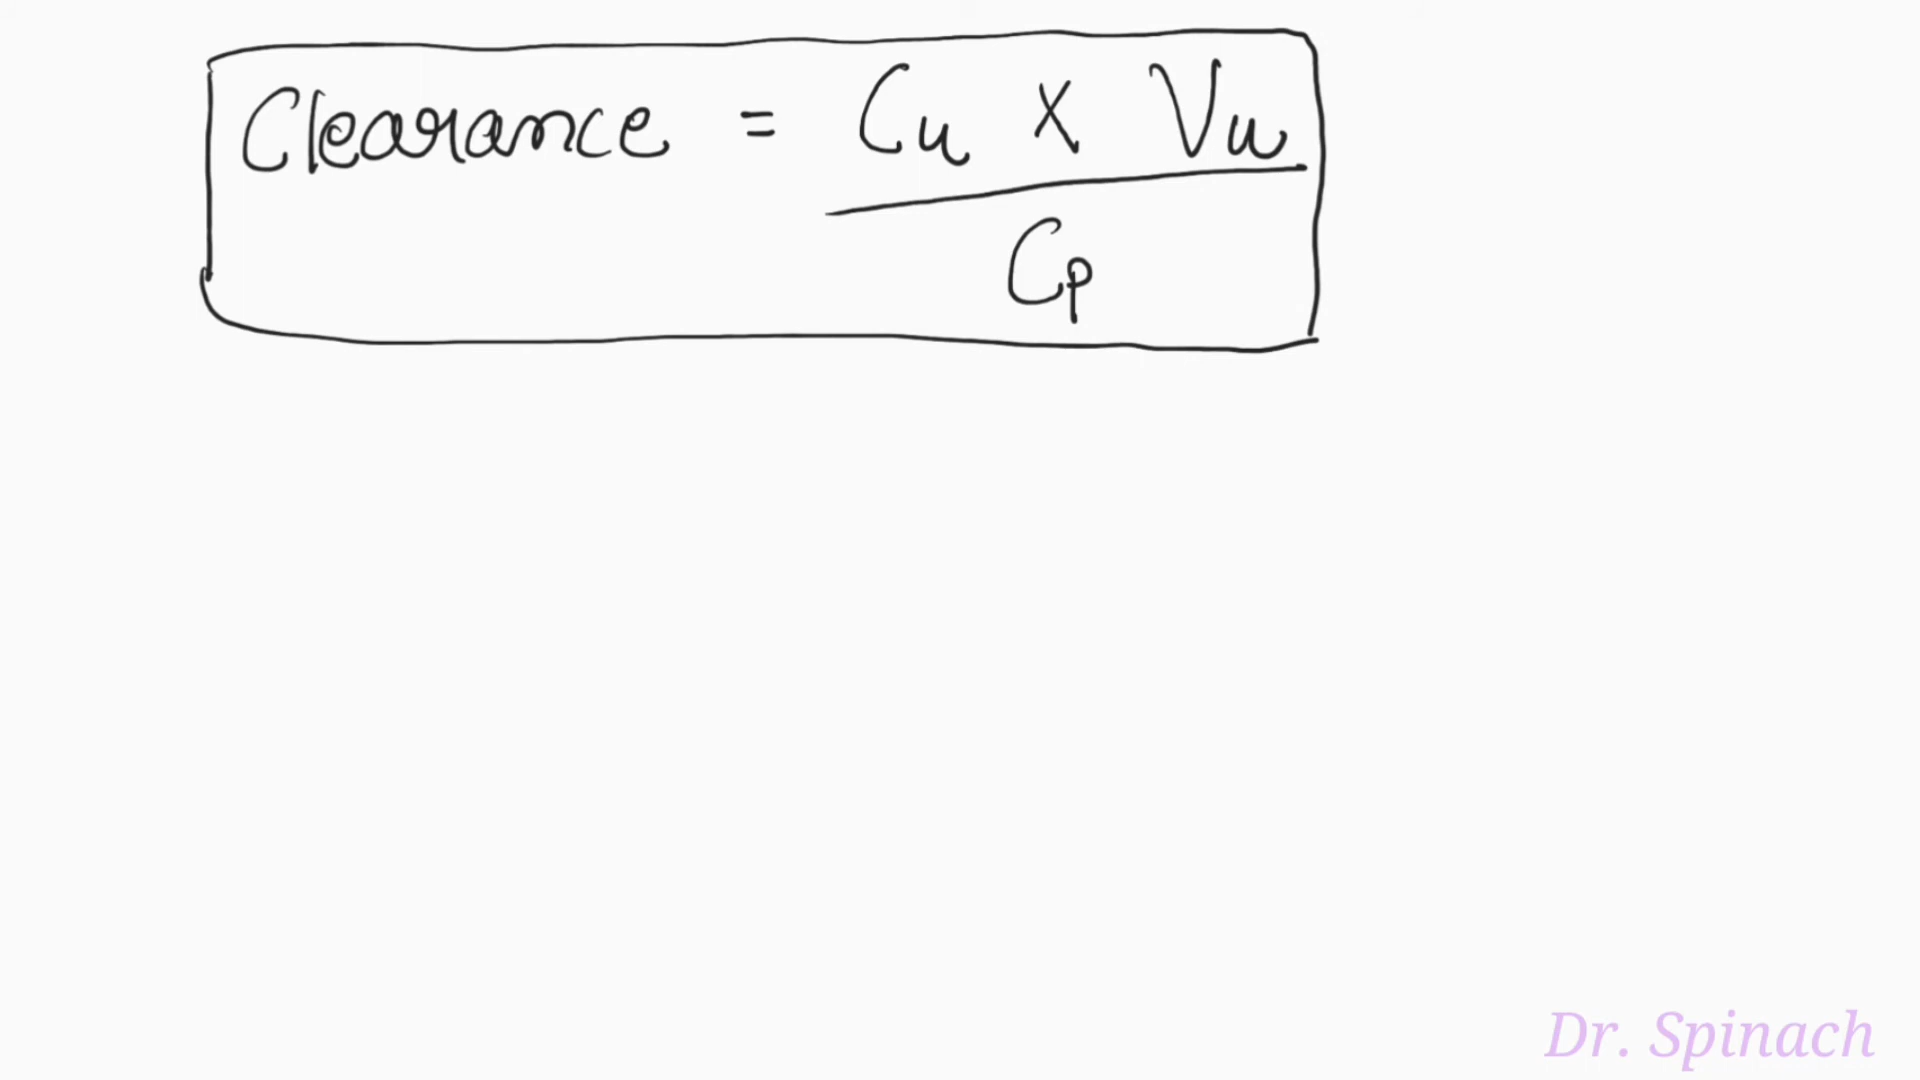 Clearance = Cu X Vu
Cp
Dr. Spinach